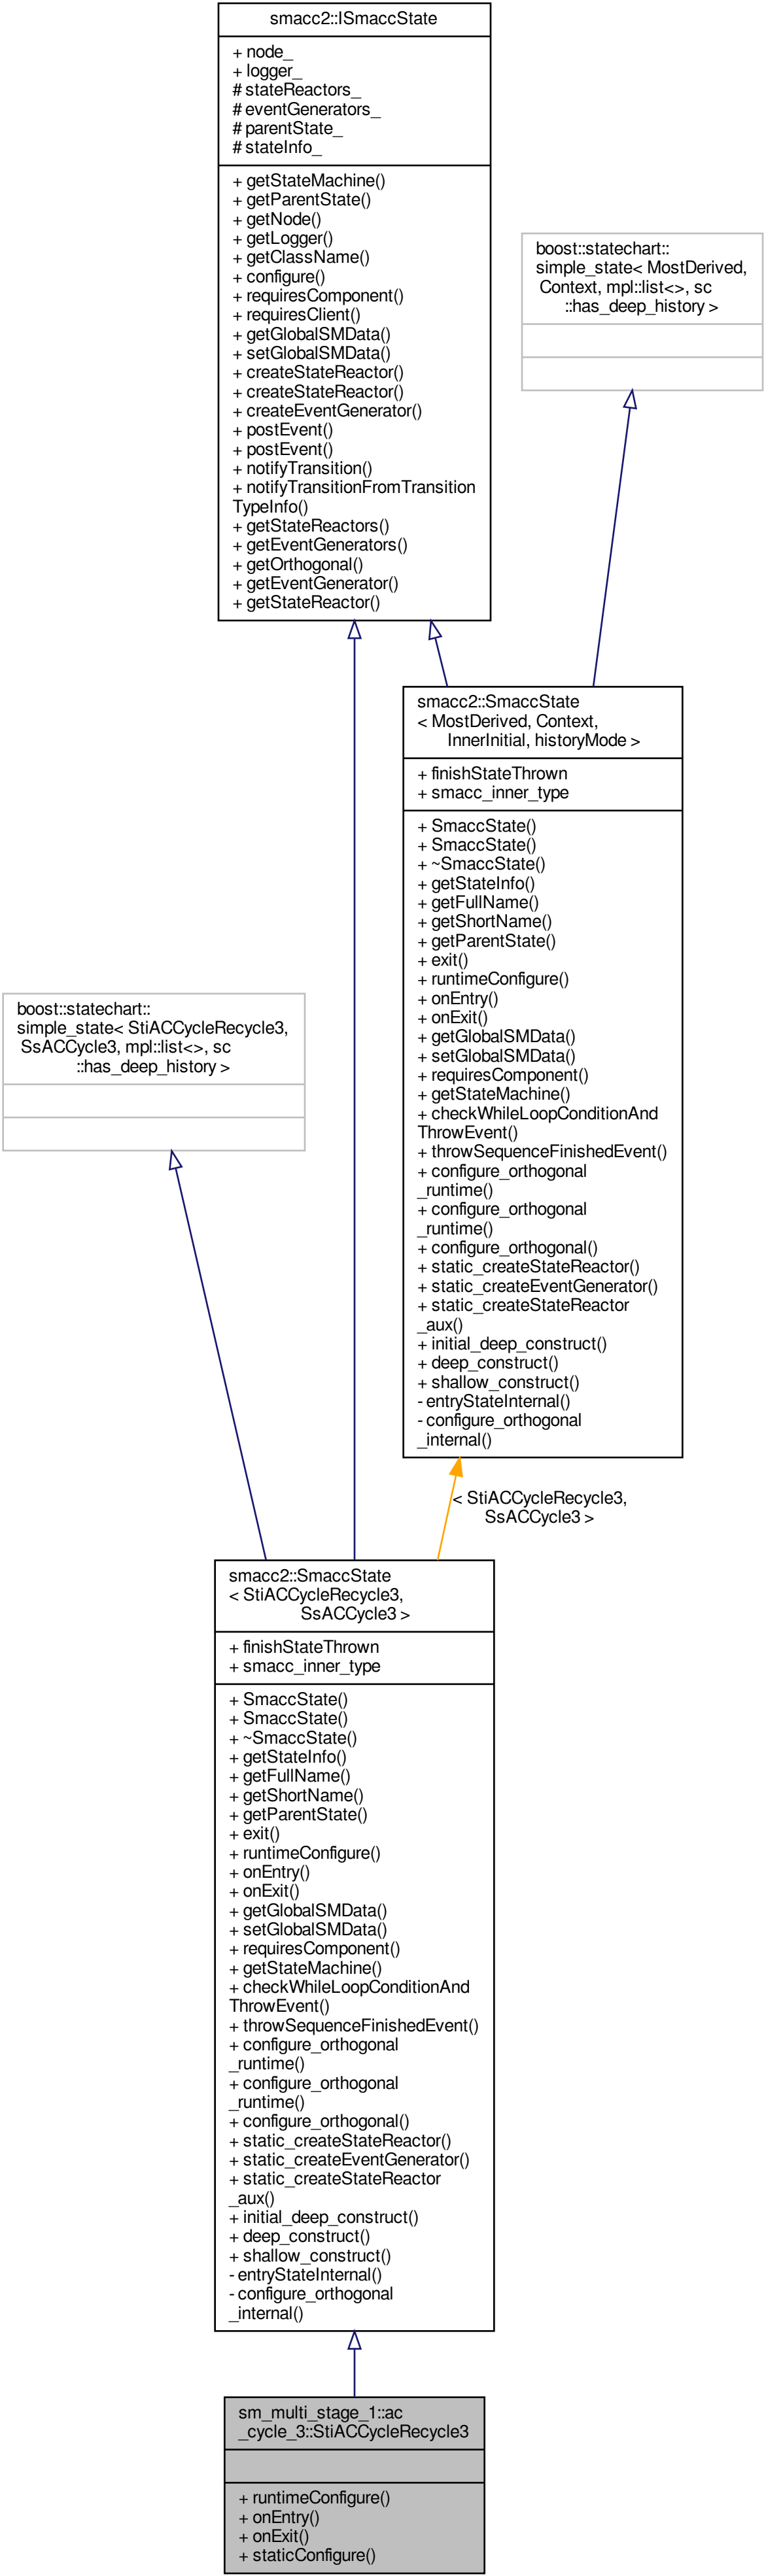 smacc2::ISmaccState
+ node_
+ logger_
# stateReactors_
# eventGenerators_
# parentState_
# stateInfo_
+ getStateMachine()
+ getParentState()
+ getNode()
+ getLogger()
+ getClassName()
+ configure()
+ requiresComponent()
+ requiresClient()
+ getGlobalSMData()
+ setGlobalSMData()
+ createStateReactor()
+ createStateReactor()
+ createEventGenerator()
+ postEvent()
+ postEvent()
+ notifyTransition()
+ notifyTransitionFromTransition
TypeInfo()
+ getStateReactors()
+ getEventGenerators()
+ getOrthogonal()
+ getEventGenerator()
+ getStateReactor()
boost::statechart::
simple_state< MostDerived,
Context, mpl::list<>, sc
::has_deep_history >
smacc2::SmaccState
< MostDerived, Context,
InnerInitial, historyMode >
+ finishStateThrown
+ smacc_inner_type
+ SmaccState()
+ SmaccState()
+ ~SmaccState()
+ getStateInfo()
+ getFullName()
+ getShortName()
+ getParentState()
+ exit()
+ runtimeConfigure()
+ onEntry()
+ onExit()
+ getGlobalSMData()
+ setGlobalSMData()
+ requiresComponent()
+ getStateMachine()
+ checkWhileLoopConditionAnd
ThrowEvent()
+ throwSequenceFinishedEvent()
+ configure_orthogonal
_runtime()
+ configure_orthogonal
_runtime()
+ configure_orthogonal()
+ static_createStateReactor()
+ static_createEventGenerator()
+ static_createStateReactor
_aux()
+ initial_deep_construct()
+ deep_construct()
+ shallow_construct()
- entryStateInternal()
- configure_orthogonal
_internal()
boost::statechart::
simple_state< StiACCycleRecycle3,
SsACCycle3, mpl::list<>, sc
::has_deep_history >
< StiACCycleRecycle3,
SsACCycle3 >
smacc2::SmaccState
< StiACCycleRecycle3,
SsACCycle3 >
+ finishStateThrown
+ smacc_inner_type
+ SmaccState()
+ SmaccState()
+ ~SmaccState()
+ getStateInfo()
+ getFullName()
+ getShortName()
+ getParentState()
+ exit()
+ runtimeConfigure()
+ onEntry()
+ onExit()
+ getGlobalSMData()
+ setGlobalSMData()
+ requiresComponent()
+ getStateMachine()
+ checkWhileLoopConditionAnd
ThrowEvent()
+ throwSequenceFinishedEvent()
+ configure_orthogonal
_runtime()
+ configure_orthogonal
_runtime()
+ configure_orthogonal()
+ static_createStateReactor()
+ static_createEventGenerator()
+ static_createStateReactor
_aux()
+ initial_deep_construct()
+ deep_construct()
+ shallow_construct()
- entryStateInternal()
- configure_orthogonal
_internal()
sm_multi_stage_1::ac
_cycle_3::StiACCycleRecycle3
+ runtimeConfigure()
+ onEntry()
+ onExit()
+ staticConfigure()